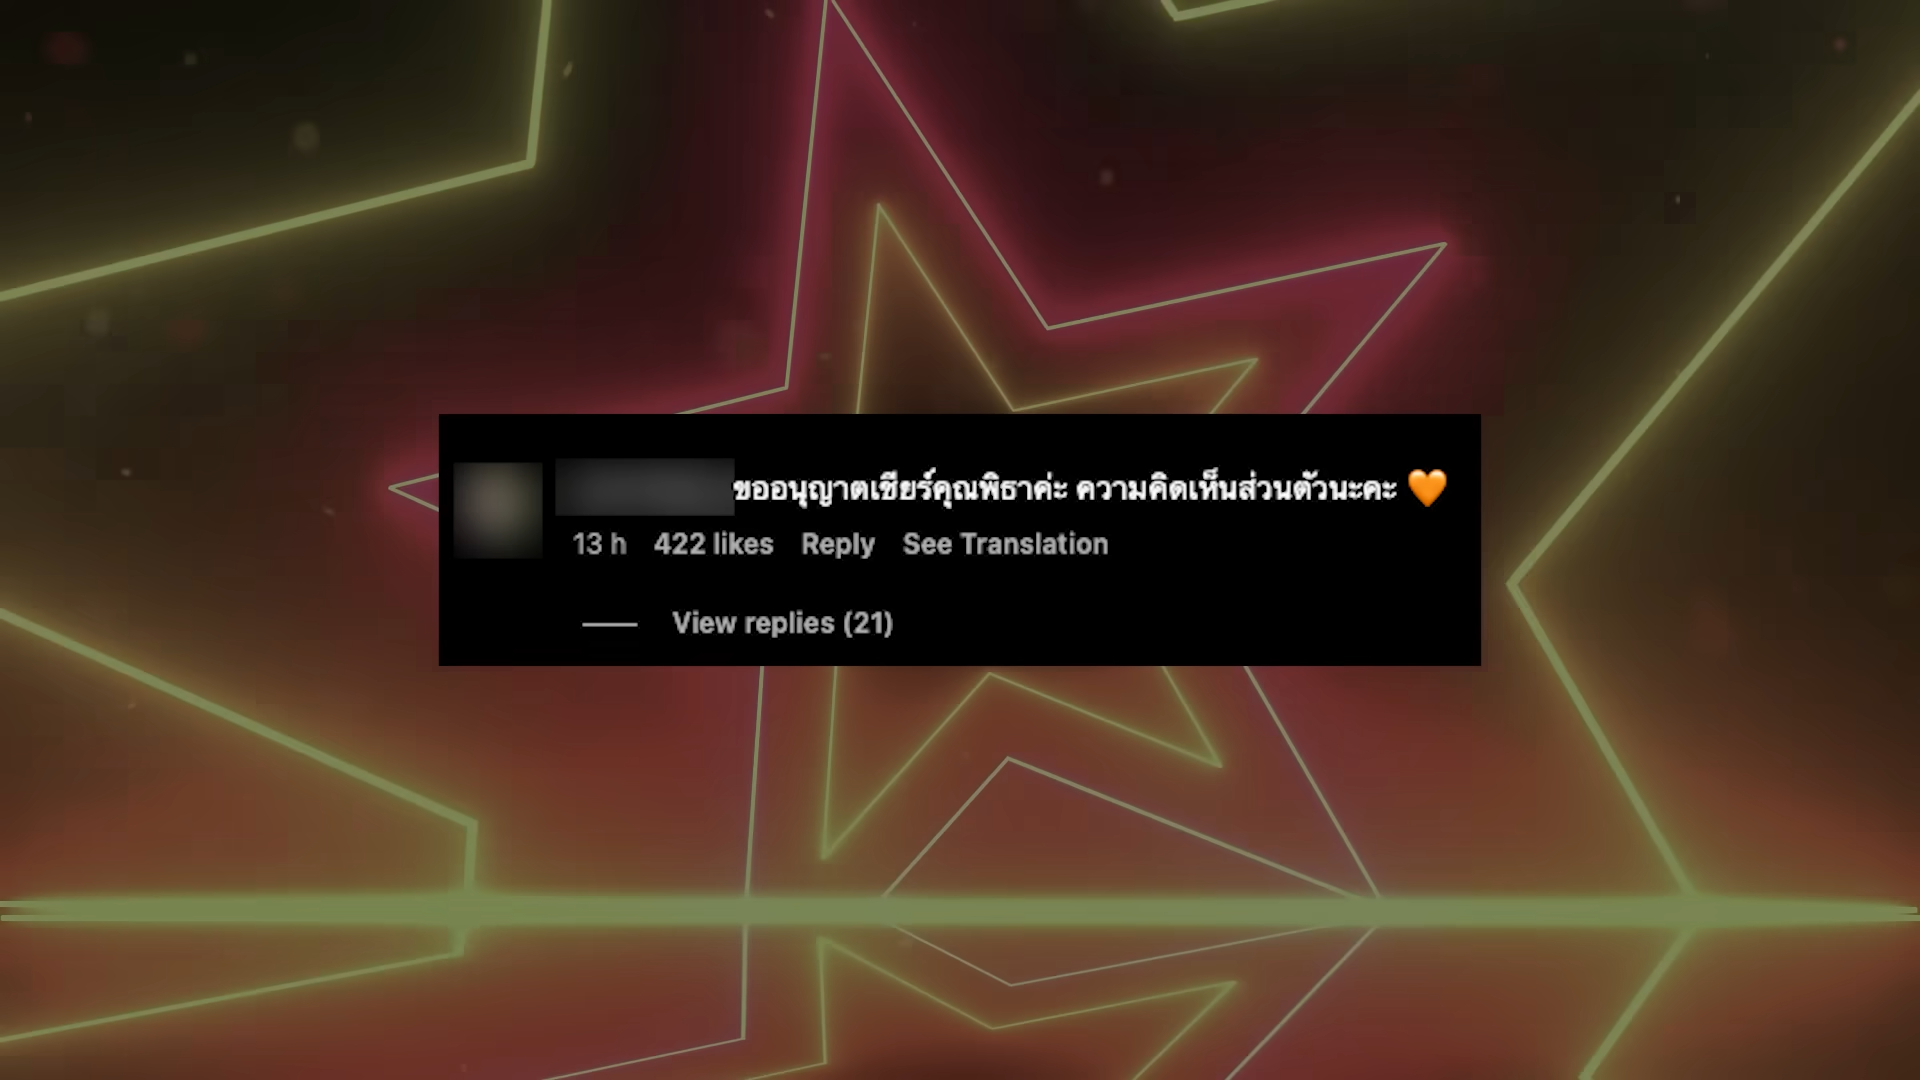 ขออนุญาตเชียร์คุณพิธาค่ะ ความคิดเห็นส่วนตัวนะคะ 🧡
13 h 422 likes Reply See Translation
View replies (21)